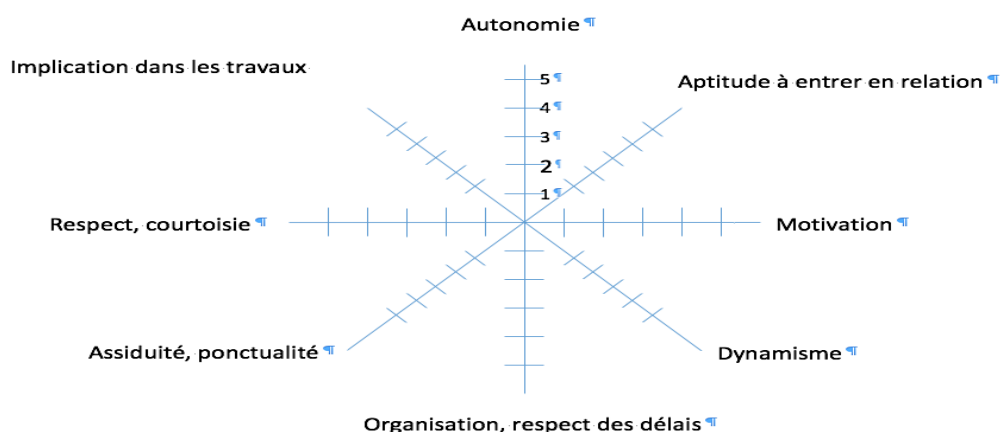 Autonomie ¶
Implication dans les travaux
5 ¶
Aptitude à entrer en relation ¶
4 ¶
3 ¶
2 ¶
1 ¶
Respect, courtoisie ¶
Motivation ¶
Assiduité, ponctualité ¶
Dynamisme ¶
Organisation, respect des délais ¶